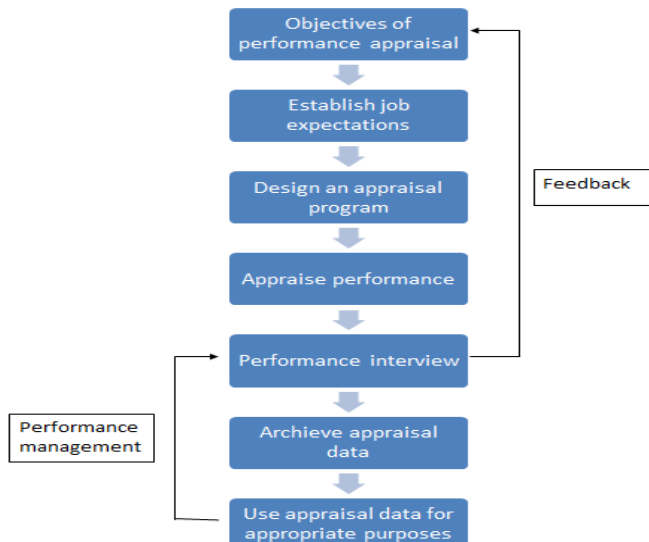 Objectives of
performance appraisal
Establish job
expectations
Design an appraisal
program
Feedback
Appraise performance
Performance interview
Performance
management
Archieve appraisal
data
Use appraisal data for
appropriate purposes